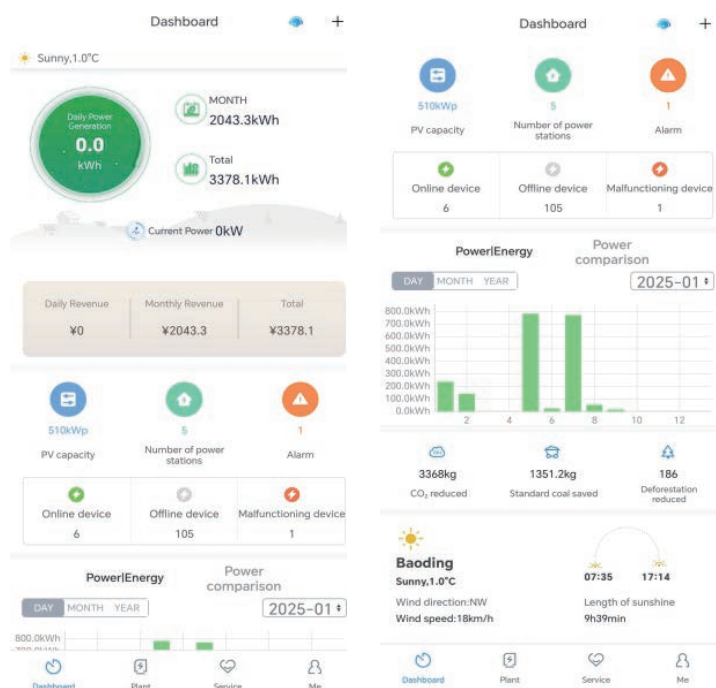 Dashboard
+
Sunny,1.0°C
Daily Power
Generation
0.0
kWh
MONTH
2043.3kWh
Total
3378.1kWh
Current Power 0kW
Daily Revenue Monthly Revenue Total
¥0 ¥2043.3 ¥3378.1
510kWp 5 1
PV capacity Number of power stations Alarm
Online device Offline device Malfunctioning device
6 105 1
Power|Energy Power comparison
DAY MONTH YEAR 2025-01
800.0kWh
700.0kWh
Dashboard Plant Service Me
Dashboard
+
510kWp 5 1
PV capacity Number of power stations Alarm
Online device Offline device Malfunctioning device
6 105 1
Power|Energy Power comparison
DAY MONTH YEAR 2025-01
800.0kWh
700.0kWh
600.0kWh
500.0kWh
400.0kWh
300.0kWh
200.0kWh
100.0kWh
0.0kWh
2 4 6 8 10 12
3368kg 1351.2kg 186
CO₂ reduced Standard coal saved Deforestation reduced
Baoding
Sunny,1.0°C
07:35 17:14
Wind direction:NW Length of sunshine
Wind speed:18km/h 9h39min
Dashboard Plant Service Me